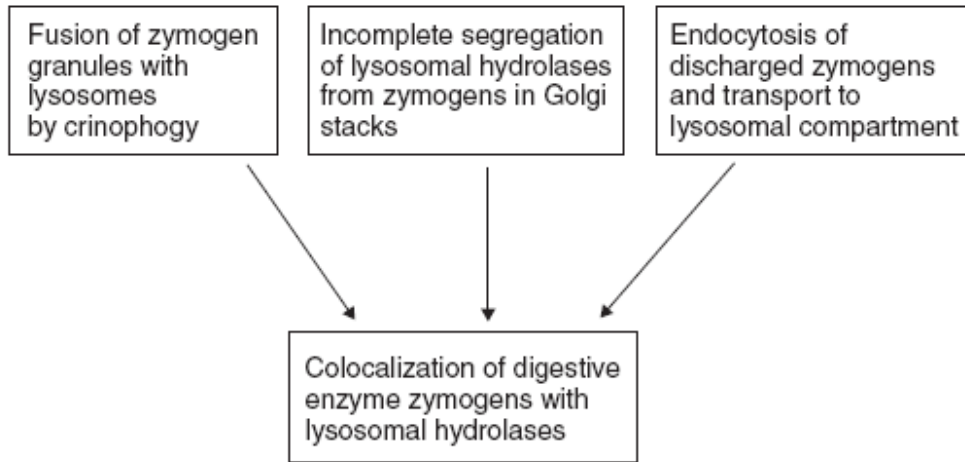 Fusion of zymogen
granules with
lysosomes
by crinophogy
Incomplete segregation
of lysosomal hydrolases
from zymogens in Golgi
stacks
Endocytosis of
discharged zymogens
and transport to
lysosomal compartment
Colocalization of digestive
enzyme zymogens with
lysosomal hydrolases